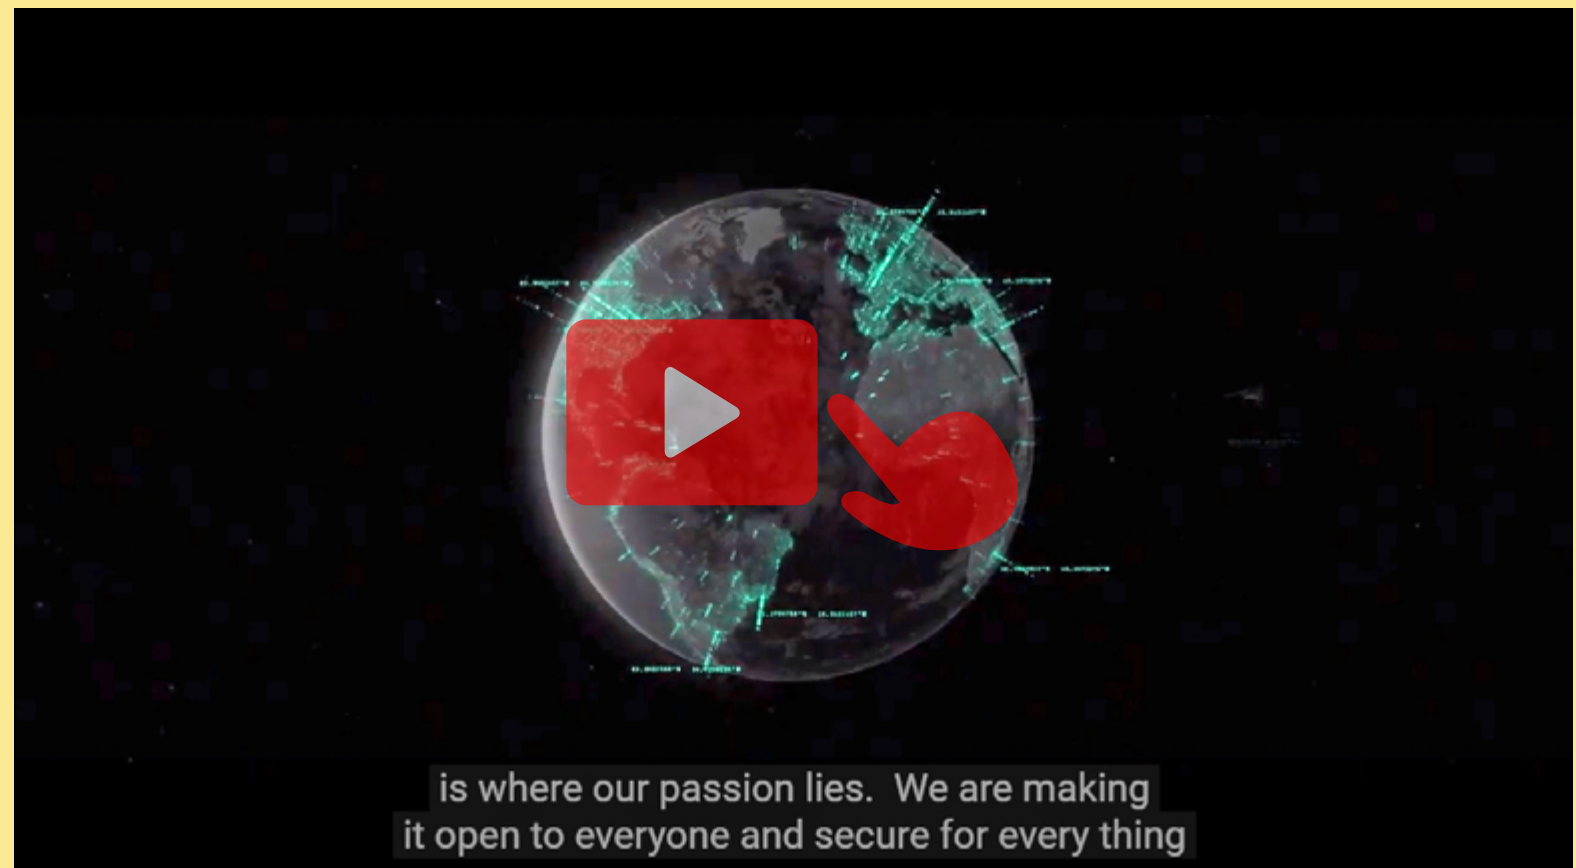 is where our passion lies.  We are making
it open to everyone and secure for every thing